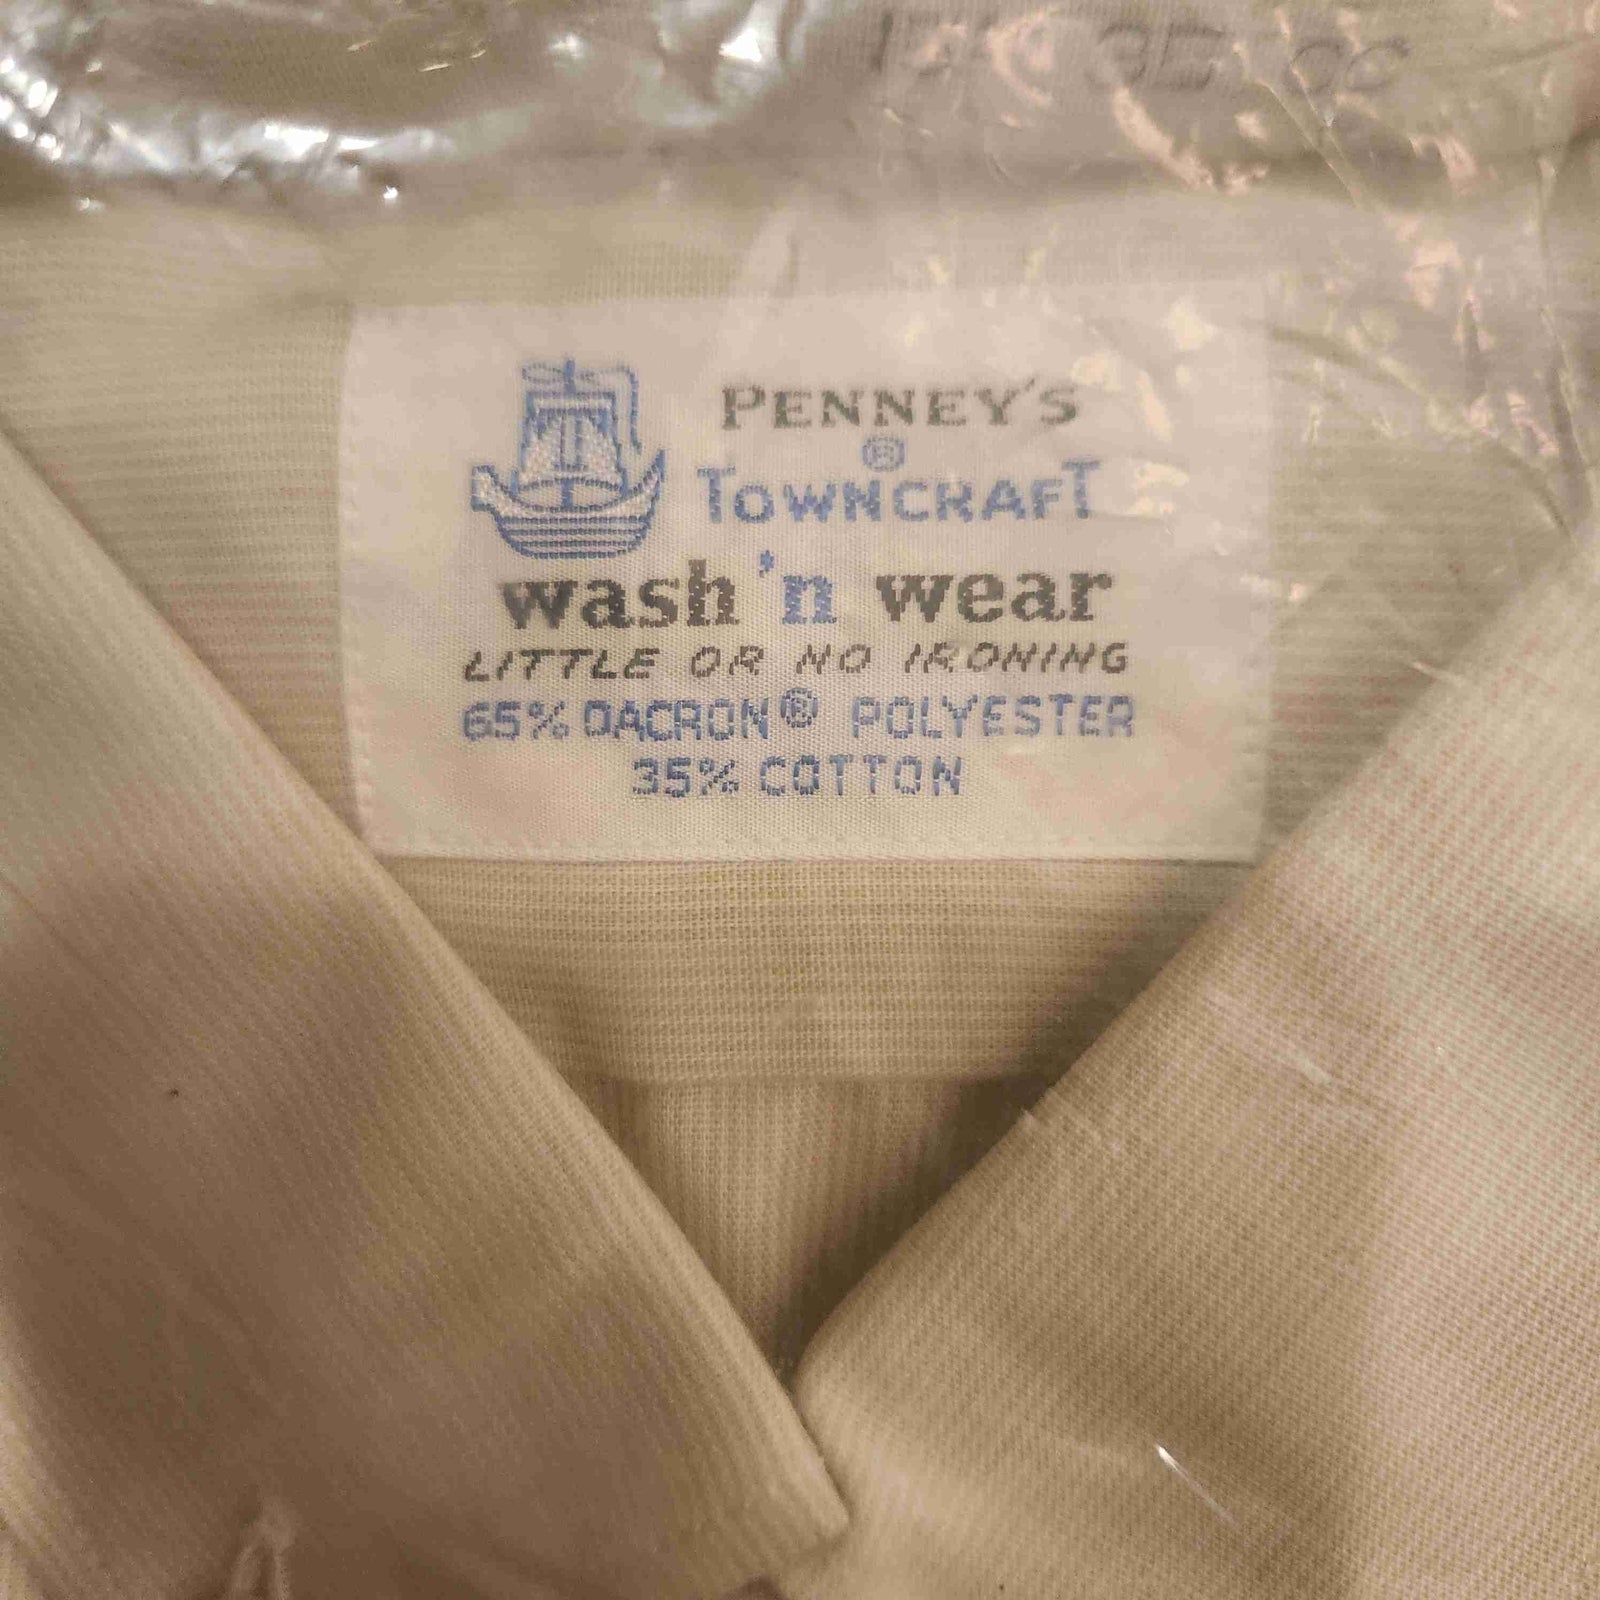 PENNEY'S
®
TOWNCRAFT
wash 'n wear
LITTLE OR NO IRONING
65% DACRON® POLYESTER
35% COTTON